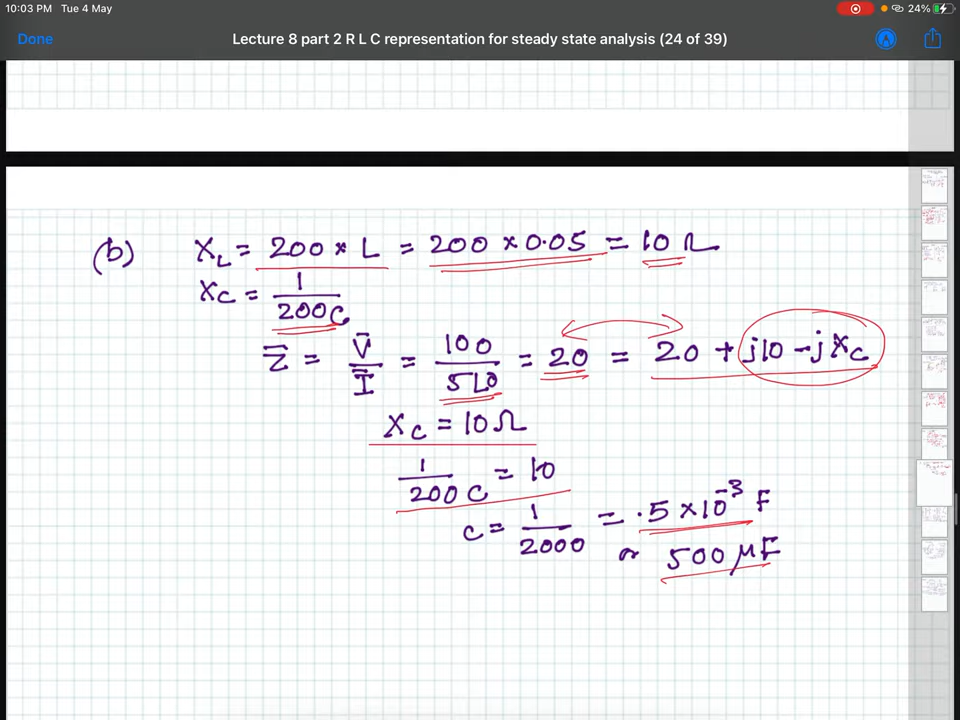 10:03 PM Tue 4 May 24%
Done Lecture 8 part 2 R L C representation for steady state analysis (24 of 39)
(b) X_L = 200 * L = 200 × 0.05 = 10 Ω
X_C = 1/200C
Z̄ = V̄/Ī = 100/5∠0 = 20 = 20 + j10 - jX_C
X_C = 10Ω
1/200C = 10
C = 1/2000 = .5 × 10^-3 F
~ 500 μF